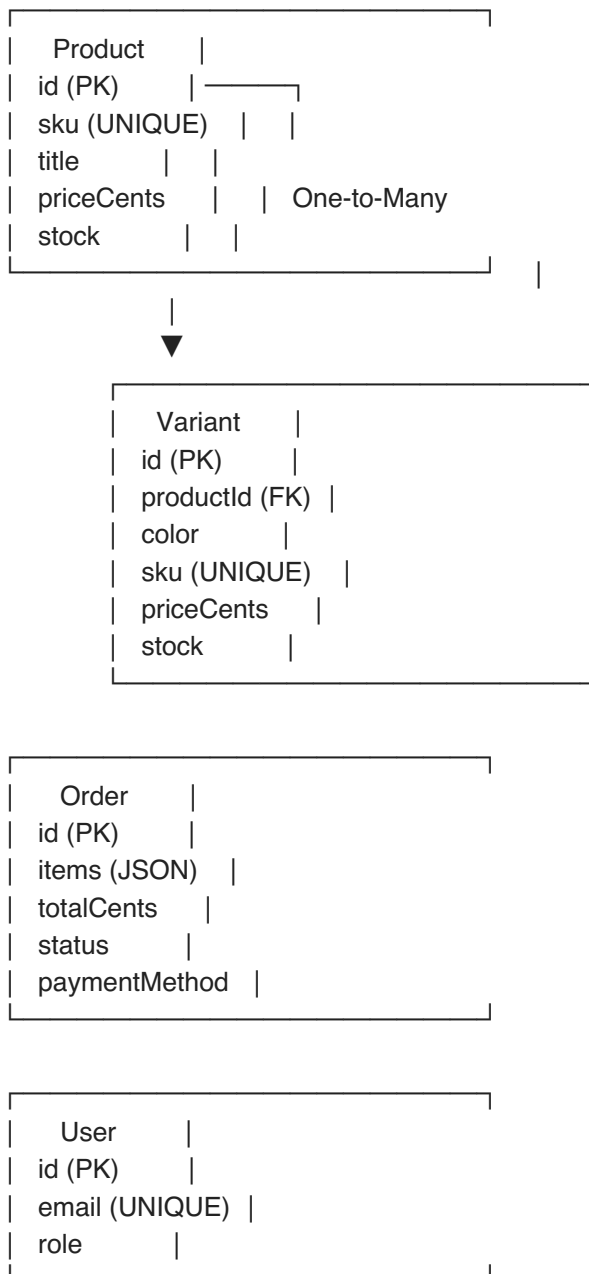 Product
id (PK)
sku (UNIQUE)
title
priceCents One-to-Many
stock
Variant
id (PK)
productId (FK)
color
sku (UNIQUE)
priceCents
stock
Order
id (PK)
items (JSON)
totalCents
status
paymentMethod
User
id (PK)
email (UNIQUE)
role